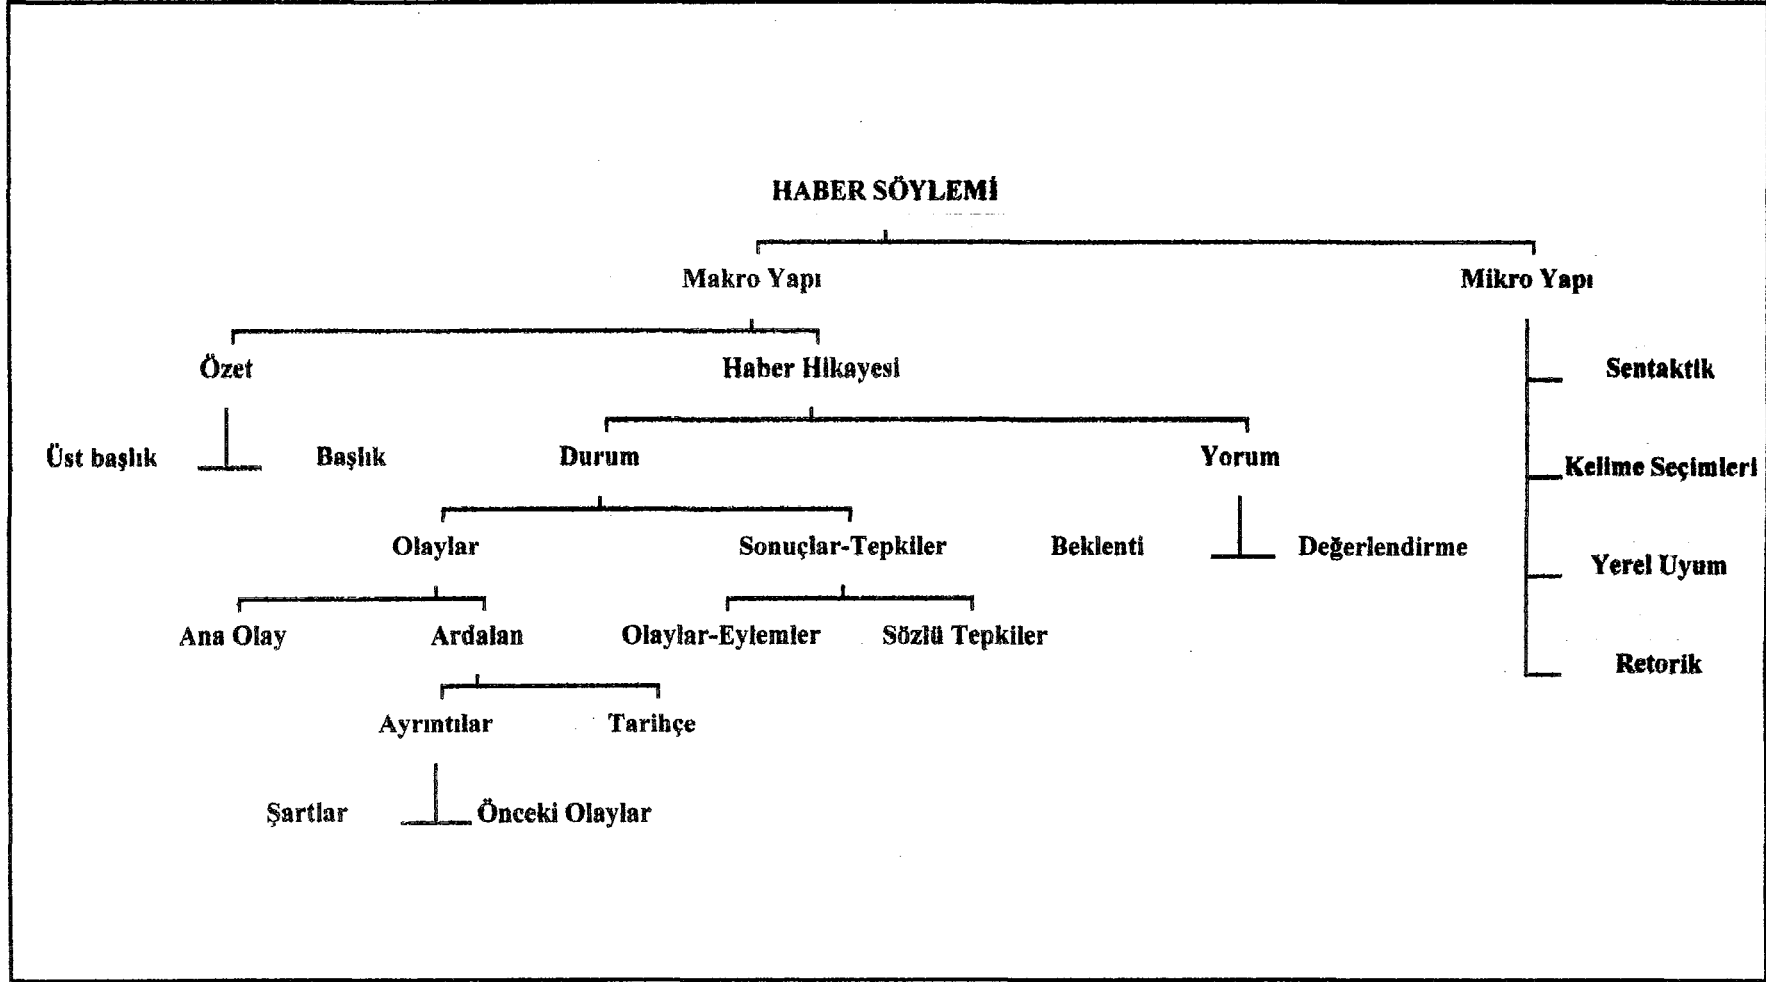 HABER SÖYLEMİ
Makro Yapı Mikro Yapı
Özet Haber Hikayesi Sentaktik
Üst başlık Başlık Durum Yorum Kelime Seçimleri
Olaylar Sonuçlar-Tepkiler Beklenti Değerlendirme Yerel Uyum
Ana Olay Ardalan Olaylar-Eylemler Sözlü Tepkiler Retorik
Ayrıntılar Tarihçe
Şartlar Önceki Olaylar